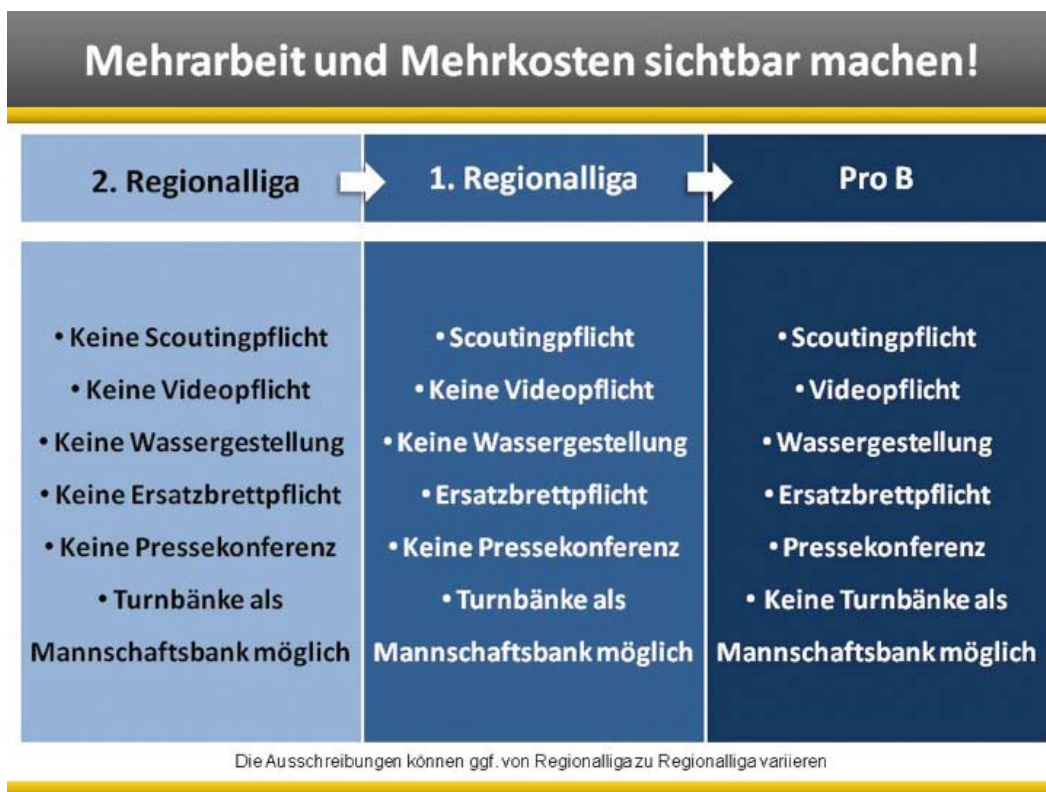 Mehrarbeit und Mehrkosten sichtbar machen!
2. Regionalliga
1. Regionalliga
Pro B
• Keine Scoutingpflicht
• Keine Videopflicht
• Keine Wassergestellung
• Keine Ersatzbrettpflicht
• Keine Pressekonferenz
• Turnbänke als
Mannschaftsbank möglich
• Scoutingpflicht
• Keine Videopflicht
• Keine Wassergestellung
• Ersatzbrettpflicht
• Keine Pressekonferenz
• Turnbänke als
Mannschaftsbank möglich
• Scoutingpflicht
• Videopflicht
• Wassergestellung
• Ersatzbrettpflicht
• Pressekonferenz
• Keine Turnbänke als
Mannschaftsbank möglich
Die Ausschreibungen können ggf. von Regionalliga zu Regionalliga variieren